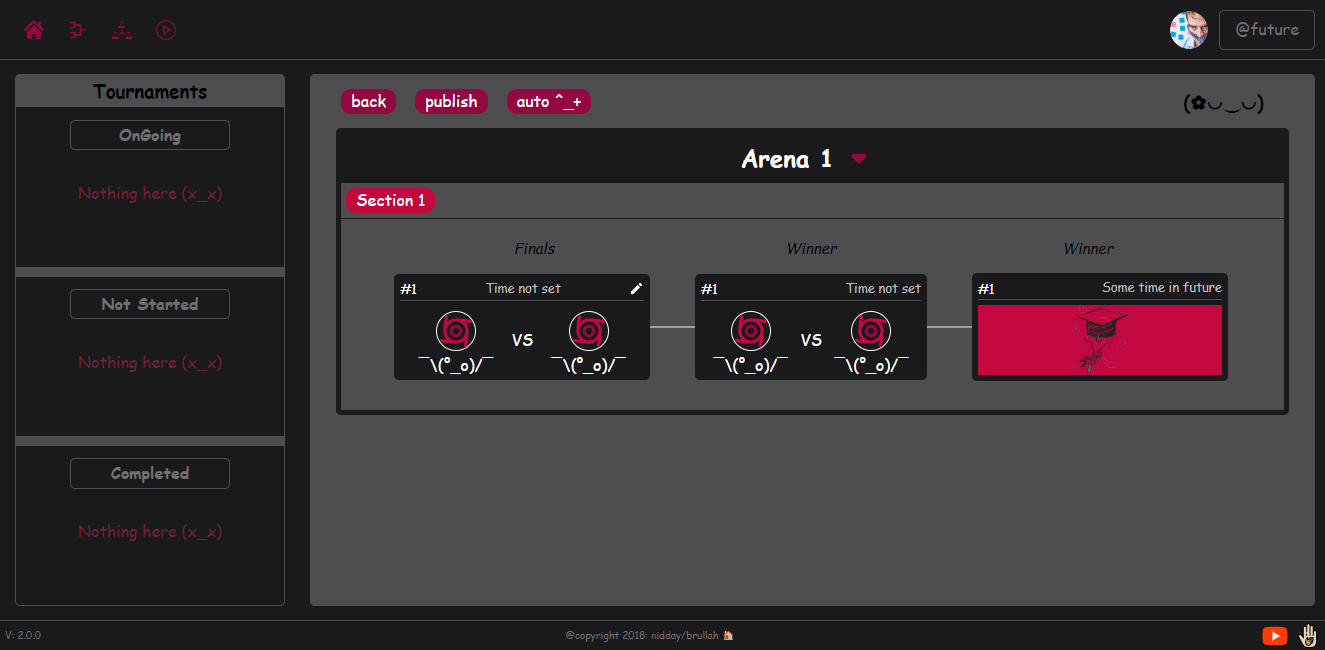 @future
Tournaments
OnGoing
Nothing here (x_x)
Not Started
Nothing here (x_x)
Completed
Nothing here (x_x)
back publish auto ^_+ (✿◡‿◡)
Arena 1
Section 1
Finals Winner Winner
#1 Time not set #1 Time not set #1 Some time in future
vs vs
¯\(°_o)/¯ ¯\(°_o)/¯ ¯\(°_o)/¯ ¯\(°_o)/¯
V: 2.0.0 @copyright 2018: nidday/brullah